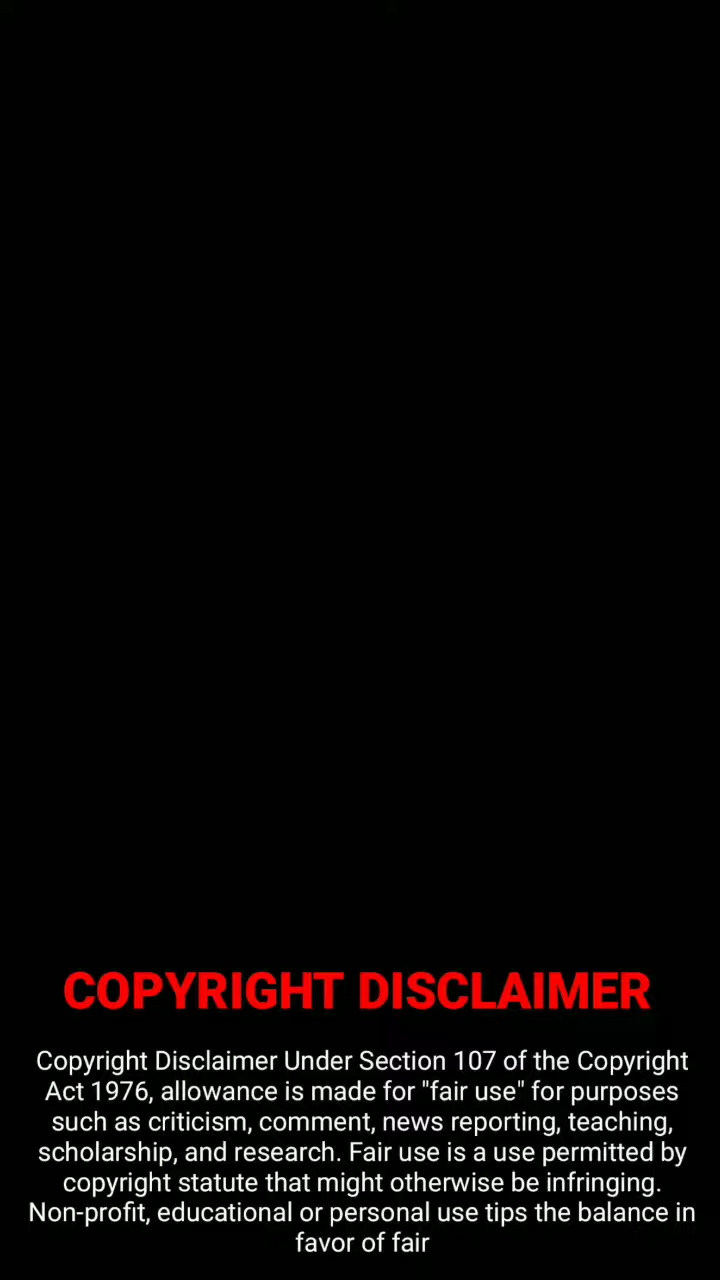 COPYRIGHT DISCLAIMER
Copyright Disclaimer Under Section 107 of the Copyright
Act 1976, allowance is made for "fair use" for purposes
such as criticism, comment, news reporting, teaching,
scholarship, and research. Fair use is a use permitted by
copyright statute that might otherwise be infringing.
Non-profit, educational or personal use tips the balance in
favor of fair